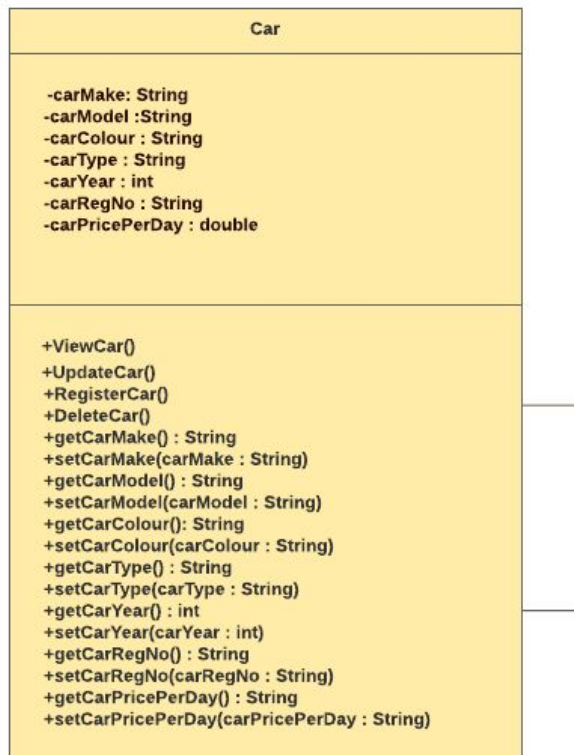 Car
-carMake: String
-carModel :String
-carColour : String
-carType : String
-carYear : int
-carRegNo : String
-carPricePerDay : double
+ViewCar()
+UpdateCar()
+RegisterCar()
+DeleteCar()
+getCarMake() : String
+setCarMake(carMake : String)
+getCarModel() : String
+setCarModel(carModel : String)
+getCarColour(): String
+setCarColour(carColour : String)
+getCarType() : String
+setCarType(carType : String)
+getCarYear() : int
+setCarYear(carYear : int)
+getCarRegNo() : String
+setCarRegNo(carRegNo : String)
+getCarPricePerDay() : String
+setCarPricePerDay(carPricePerDay : String)